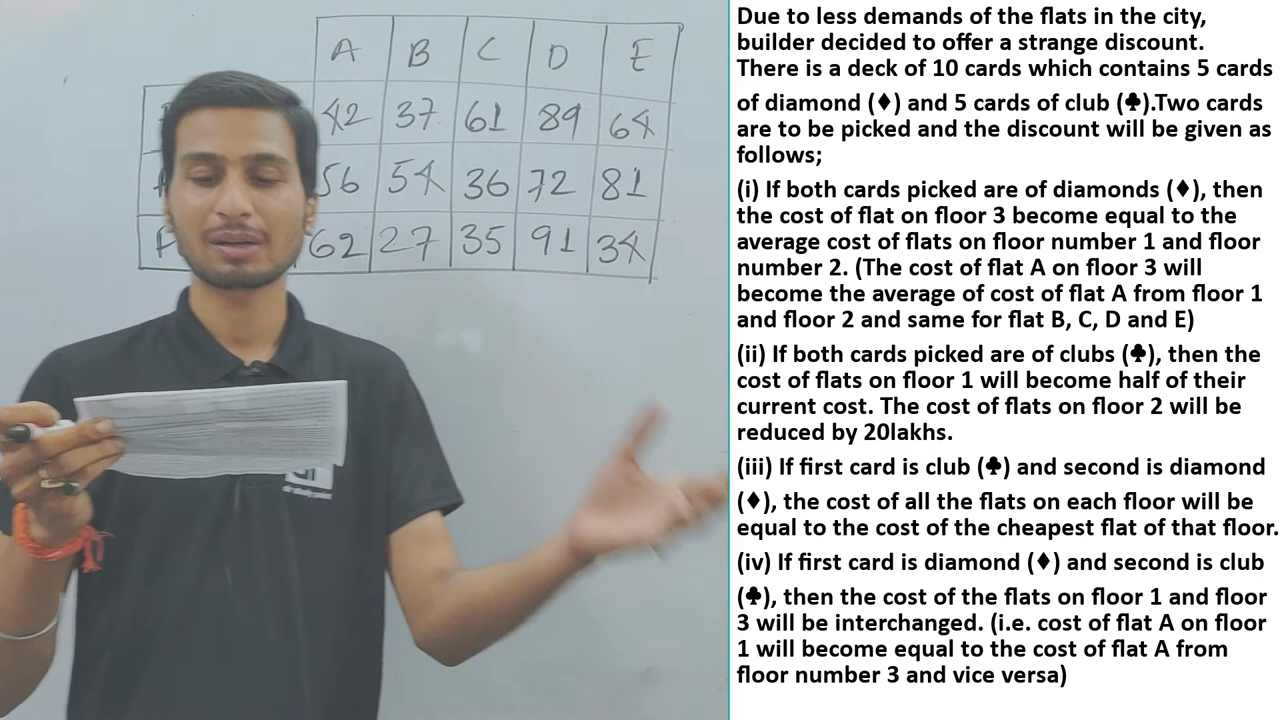 A B C D E
42 37 61 89 64
56 54 36 72 81
62 27 35 91 34
Due to less demands of the flats in the city,
builder decided to offer a strange discount.
There is a deck of 10 cards which contains 5 cards
of diamond (♦) and 5 cards of club (♣).Two cards
are to be picked and the discount will be given as
follows;
(i) If both cards picked are of diamonds (♦), then
the cost of flat on floor 3 become equal to the
average cost of flats on floor number 1 and floor
number 2. (The cost of flat A on floor 3 will
become the average of cost of flat A from floor 1
and floor 2 and same for flat B, C, D and E)
(ii) If both cards picked are of clubs (♣), then the
cost of flats on floor 1 will become half of their
current cost. The cost of flats on floor 2 will be
reduced by 20lakhs.
(iii) If first card is club (♣) and second is diamond
(♦), the cost of all the flats on each floor will be
equal to the cost of the cheapest flat of that floor.
(iv) If first card is diamond (♦) and second is club
(♣), then the cost of the flats on floor 1 and floor
3 will be interchanged. (i.e. cost of flat A on floor
1 will become equal to the cost of flat A from
floor number 3 and vice versa)